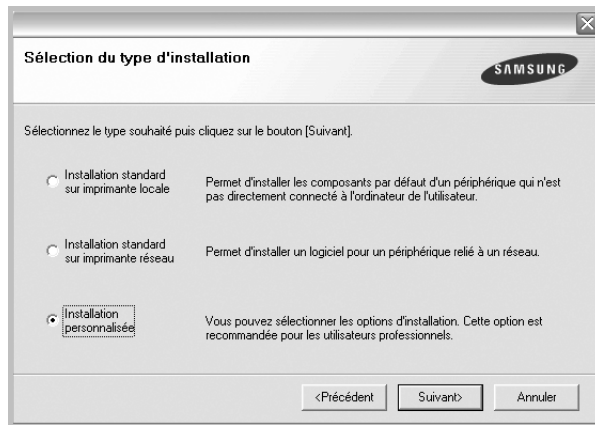 Sélection du type d'installation
SAMSUNG
Sélectionnez le type souhaité puis cliquez sur le bouton [Suivant].
Installation standard
sur imprimante locale
Permet d'installer les composants par défaut d'un périphérique qui n'est
pas directement connecté à l'ordinateur de l'utilisateur.
Installation standard
sur imprimante réseau
Permet d'installer un logiciel pour un périphérique relié à un réseau.
Installation
personnalisée
Vous pouvez sélectionner les options d'installation. Cette option est
recommandée pour les utilisateurs professionnels.
<Précédent
Suivant>
Annuler